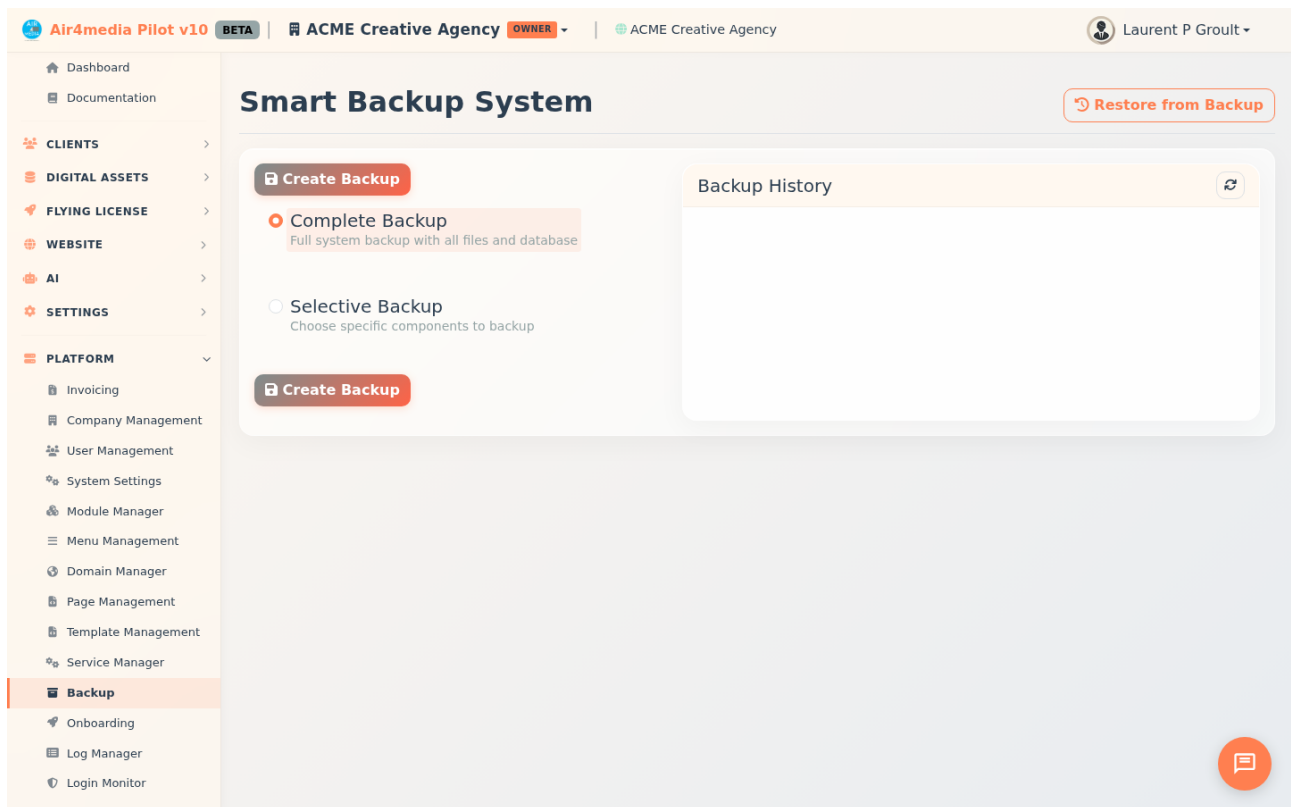 Air4media Pilot v10 BETA | ACME Creative Agency OWNER | ACME Creative Agency Laurent P Groult
Dashboard
Documentation
CLIENTS
DIGITAL ASSETS
FLYING LICENSE
WEBSITE
AI
SETTINGS
PLATFORM
Invoicing
Company Management
User Management
System Settings
Module Manager
Menu Management
Domain Manager
Page Management
Template Management
Service Manager
Backup
Onboarding
Log Manager
Login Monitor
Smart Backup System
Restore from Backup
Create Backup
Complete Backup
Full system backup with all files and database
Selective Backup
Choose specific components to backup
Create Backup
Backup History